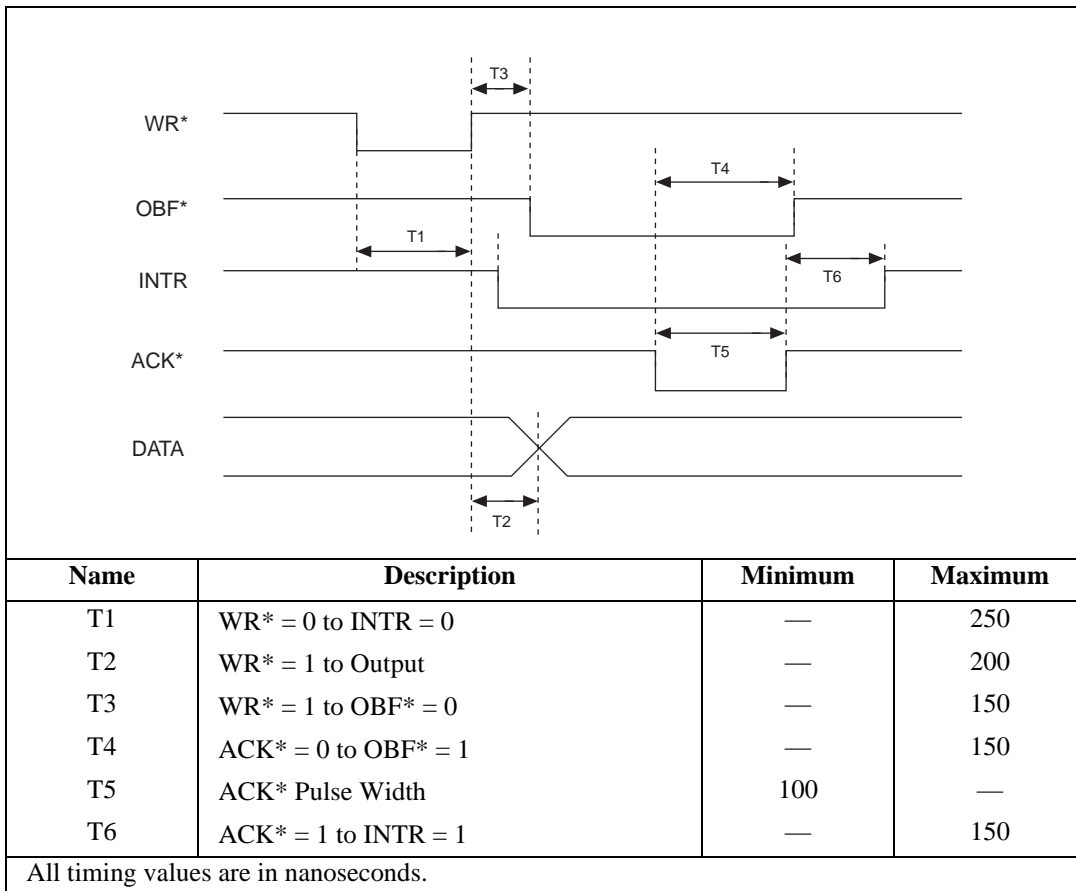 T3
WR*
T4
OBF*
T1
INTR
T6
T5
ACK*
DATA
T2
Name Description Minimum Maximum
T1 WR* = 0 to INTR = 0 — 250
T2 WR* = 1 to Output — 200
T3 WR* = 1 to OBF* = 0 — 150
T4 ACK* = 0 to OBF* = 1 — 150
T5 ACK* Pulse Width 100 —
T6 ACK* = 1 to INTR = 1 — 150
All timing values are in nanoseconds.